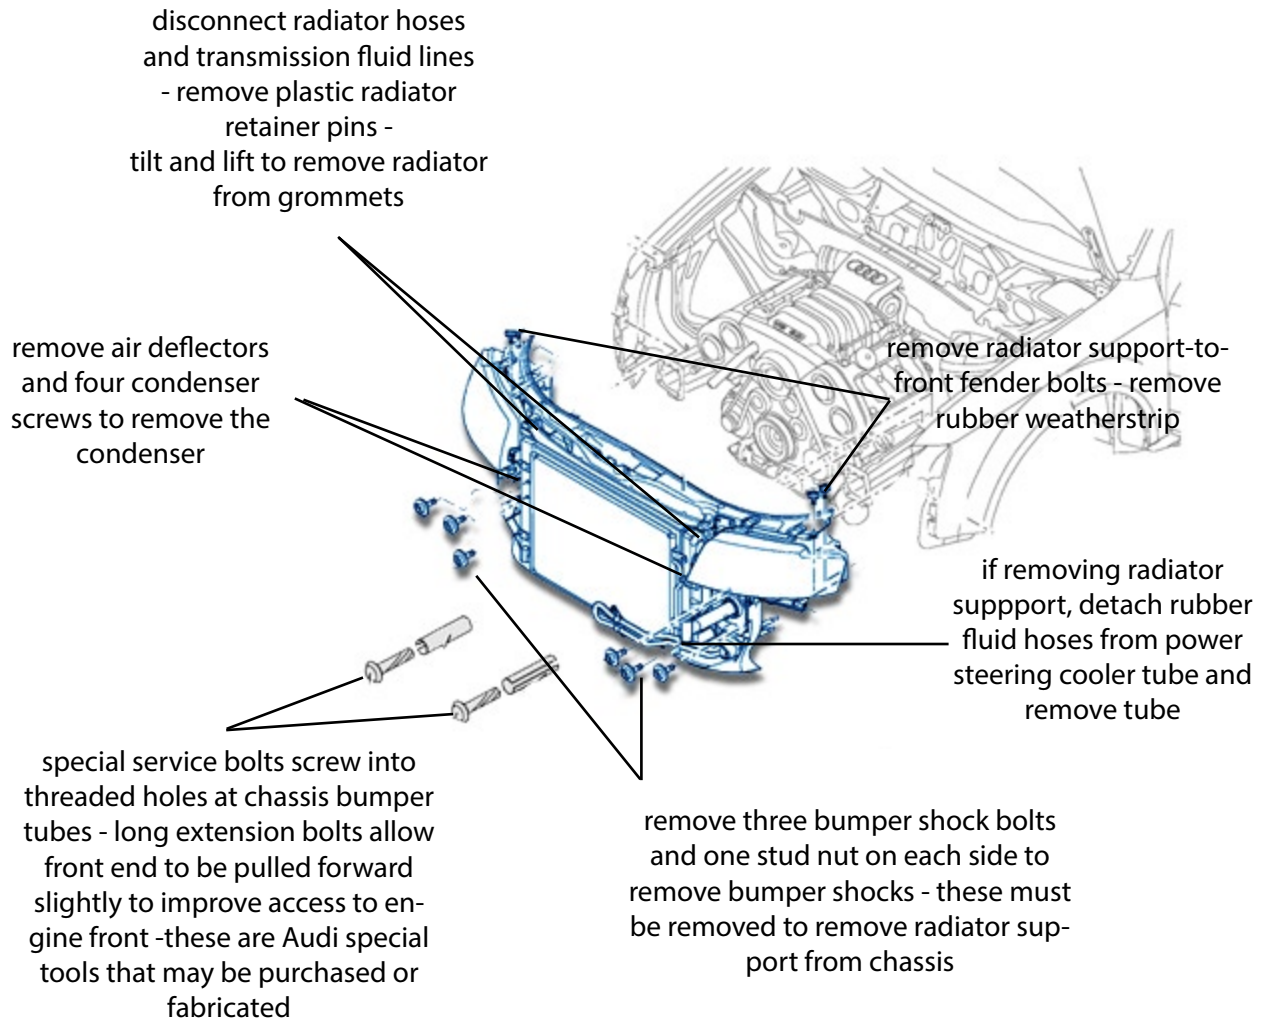 disconnect radiator hoses
and transmission fluid lines
- remove plastic radiator
retainer pins -
tilt and lift to remove radiator
from grommets
remove air deflectors
and four condenser
screws to remove the
condenser
remove radiator support-to-
front fender bolts - remove
rubber weatherstrip
if removing radiator
suppport, detach rubber
fluid hoses from power
steering cooler tube and
remove tube
special service bolts screw into
threaded holes at chassis bumper
tubes - long extension bolts allow
front end to be pulled forward
slightly to improve access to en-
gine front -these are Audi special
tools that may be purchased or
fabricated
remove three bumper shock bolts
and one stud nut on each side to
remove bumper shocks - these must
be removed to remove radiator sup-
port from chassis